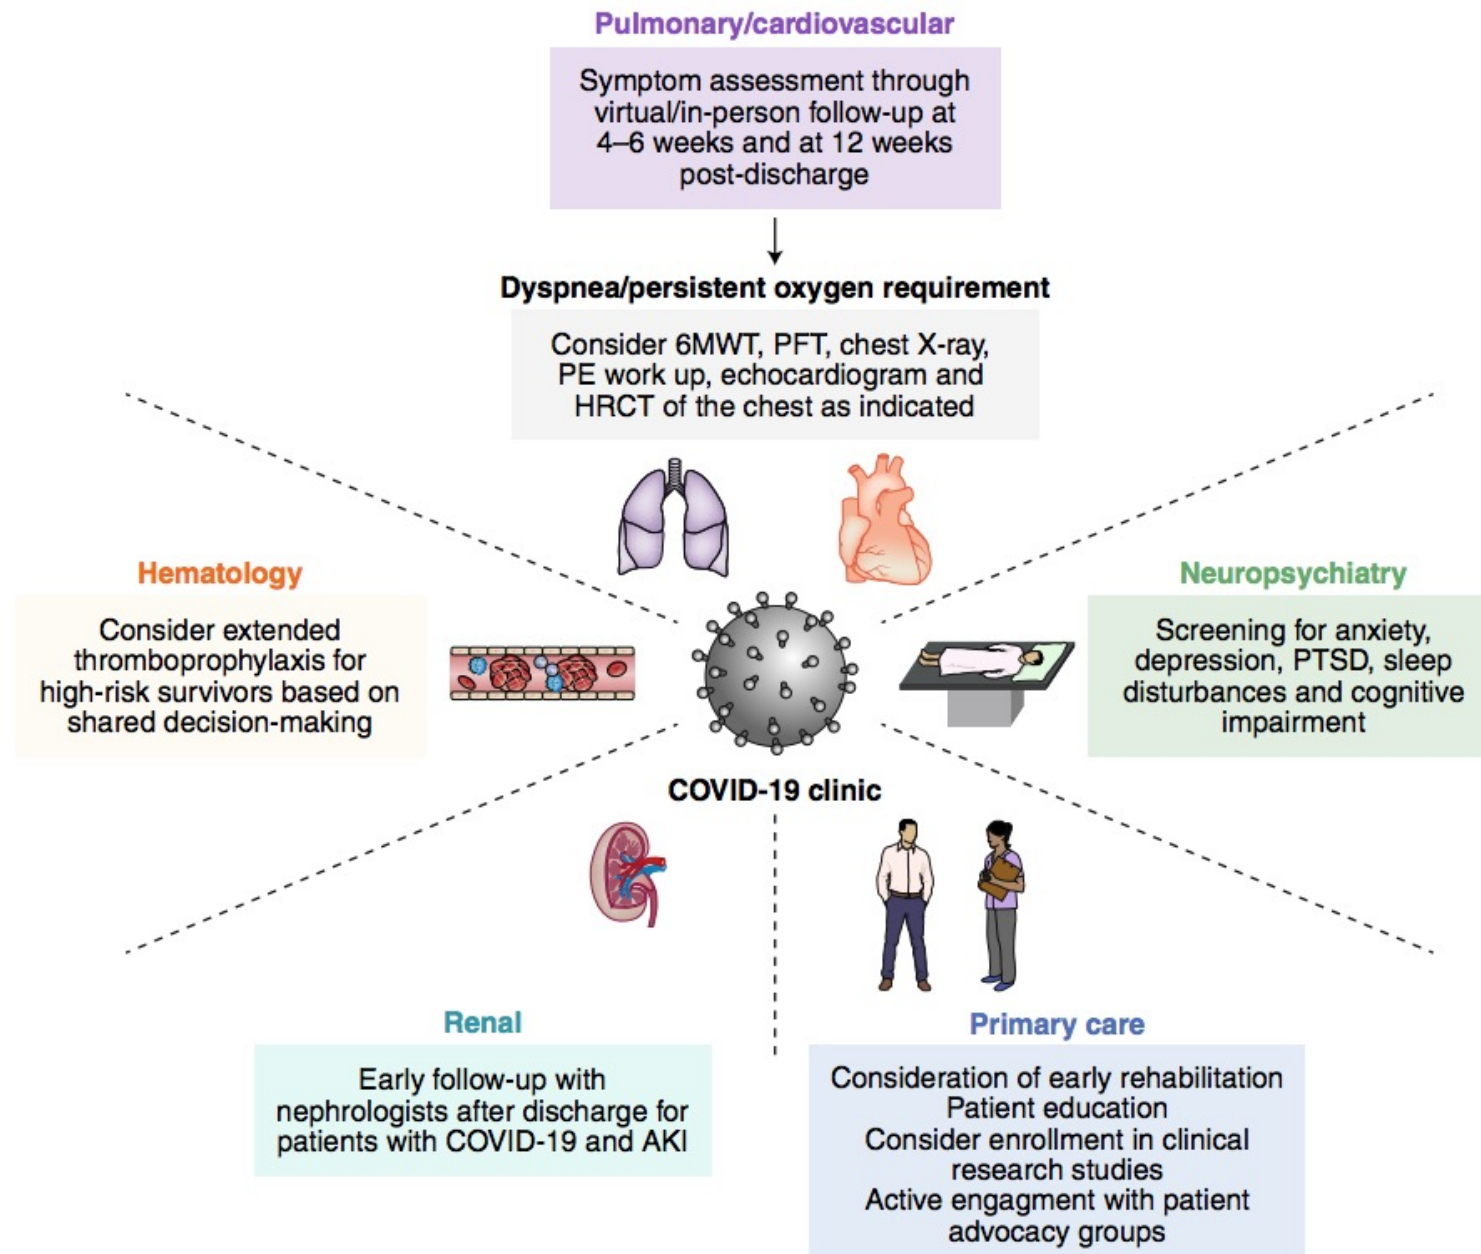 Pulmonary/cardiovascular
Symptom assessment through
virtual/in-person follow-up at
4–6 weeks and at 12 weeks
post-discharge
Dyspnea/persistent oxygen requirement
Consider 6MWT, PFT, chest X-ray,
PE work up, echocardiogram and
HRCT of the chest as indicated
Hematology
Consider extended
thromboprophylaxis for
high-risk survivors based on
shared decision-making
Neuropsychiatry
Screening for anxiety,
depression, PTSD, sleep
disturbances and cognitive
impairment
COVID-19 clinic
Renal
Early follow-up with
nephrologists after discharge for
patients with COVID-19 and AKI
Primary care
Consideration of early rehabilitation
Patient education
Consider enrollment in clinical
research studies
Active engagment with patient
advocacy groups